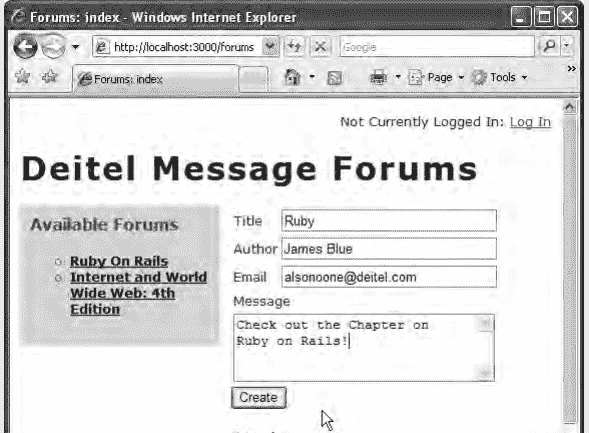 Forums: index - Windows Internet Explorer
http://localhost:3000/forums
Google
Forums: index
Page
Tools
»
Not Currently Logged In: Log In
Deitel Message Forums
Available Forums
Ruby On Rails
Internet and World
Wide Web: 4th
Edition
Title Ruby
Author James Blue
Email alsonoone@deitel.com
Message
Check out the Chapter on
Ruby on Rails!
Create